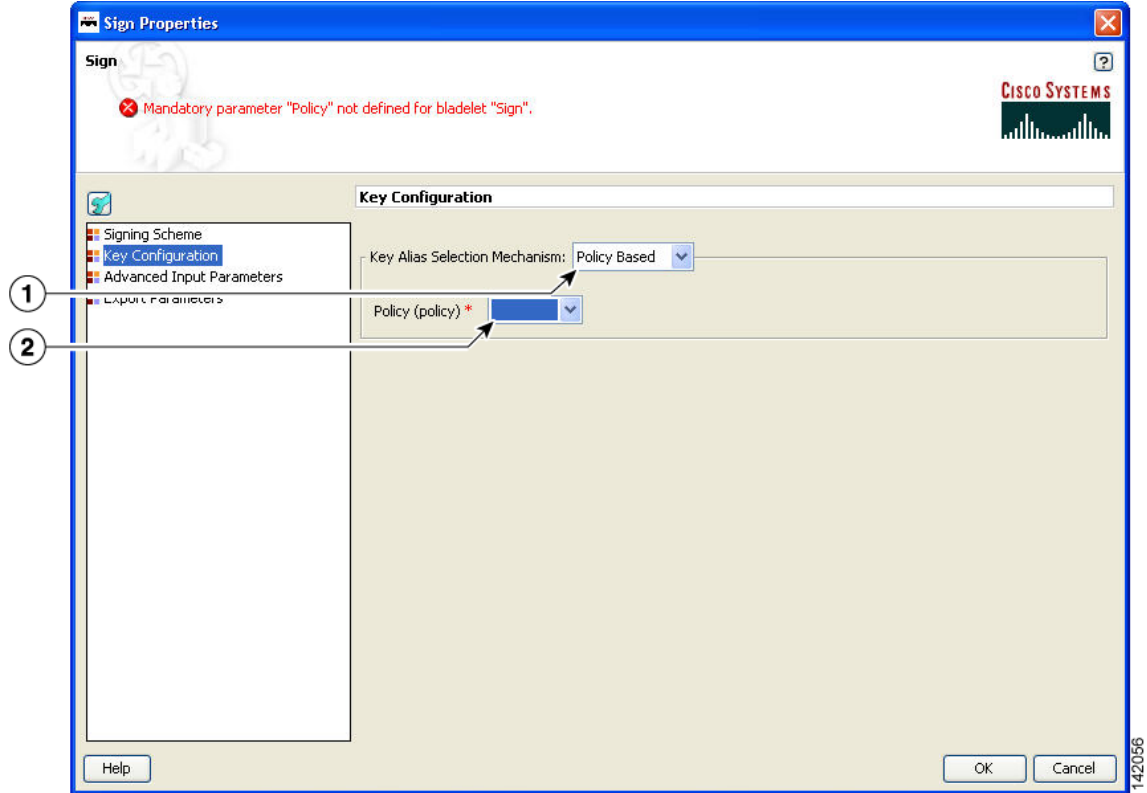 Sign Properties
Sign
Mandatory parameter "Policy" not defined for bladelet "Sign".
CISCO SYSTEMS
Key Configuration
Signing Scheme
Key Configuration
Advanced Input Parameters
Export Parameters
Key Alias Selection Mechanism: Policy Based
Policy (policy) *
1
2
Help
OK
Cancel
142056